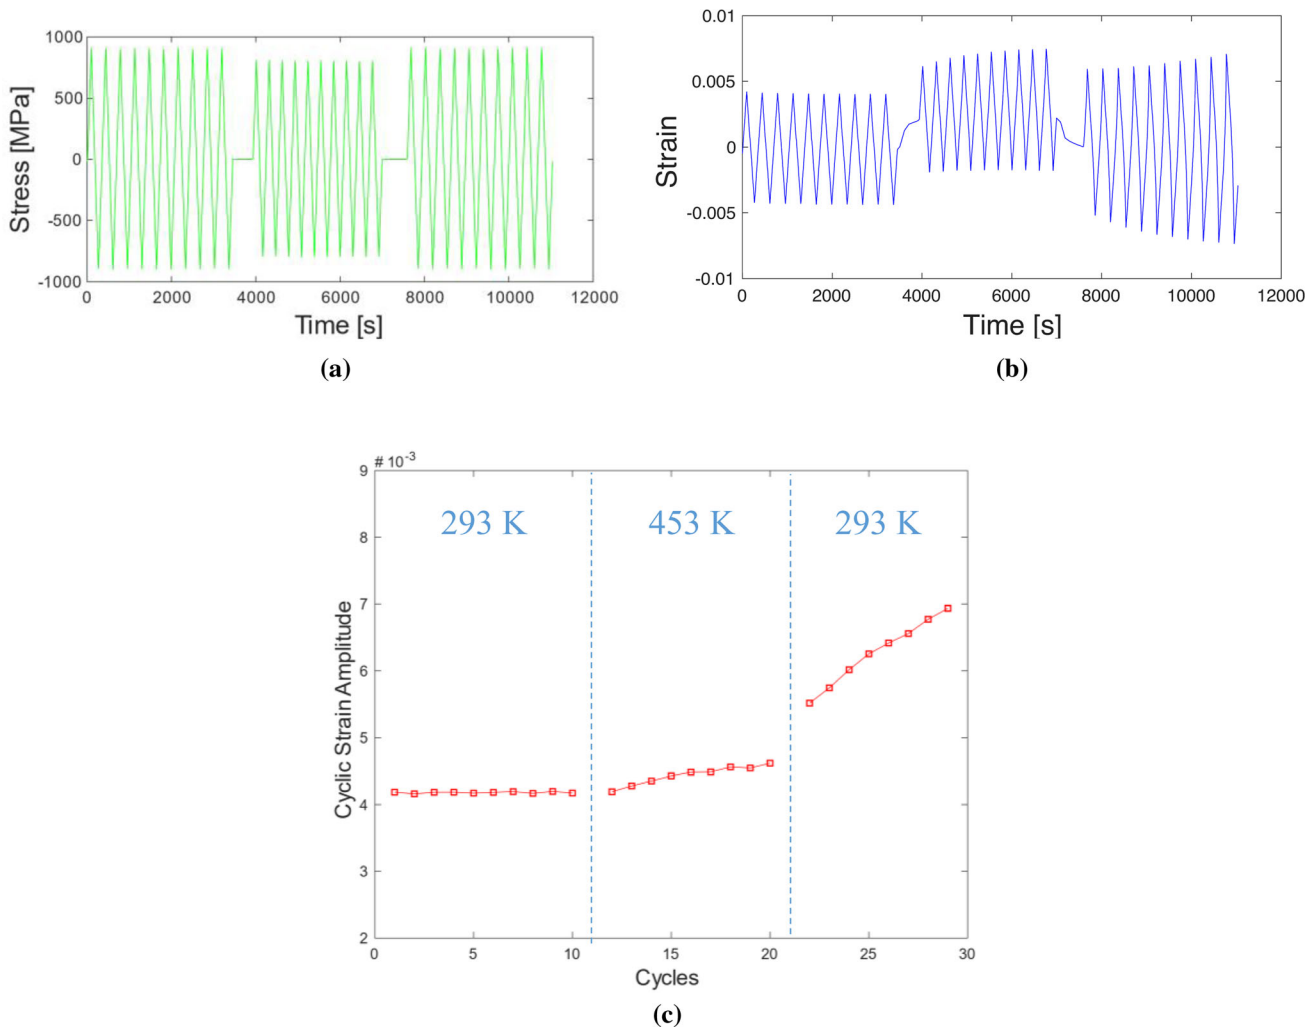 1000
500
0
-500
-1000
0 2000 4000 6000 8000 10000 12000
Stress [MPa]
Time [s]
(a)
0.01
0.005
0
-0.005
-0.01
0 2000 4000 6000 8000 10000 12000
Strain
Time [s]
(b)
# 10-3
9
8
7
6
5
4
3
2
293 K 453 K 293 K
Cyclic Strain Amplitude
0 5 10 15 20 25 30
Cycles
(c)